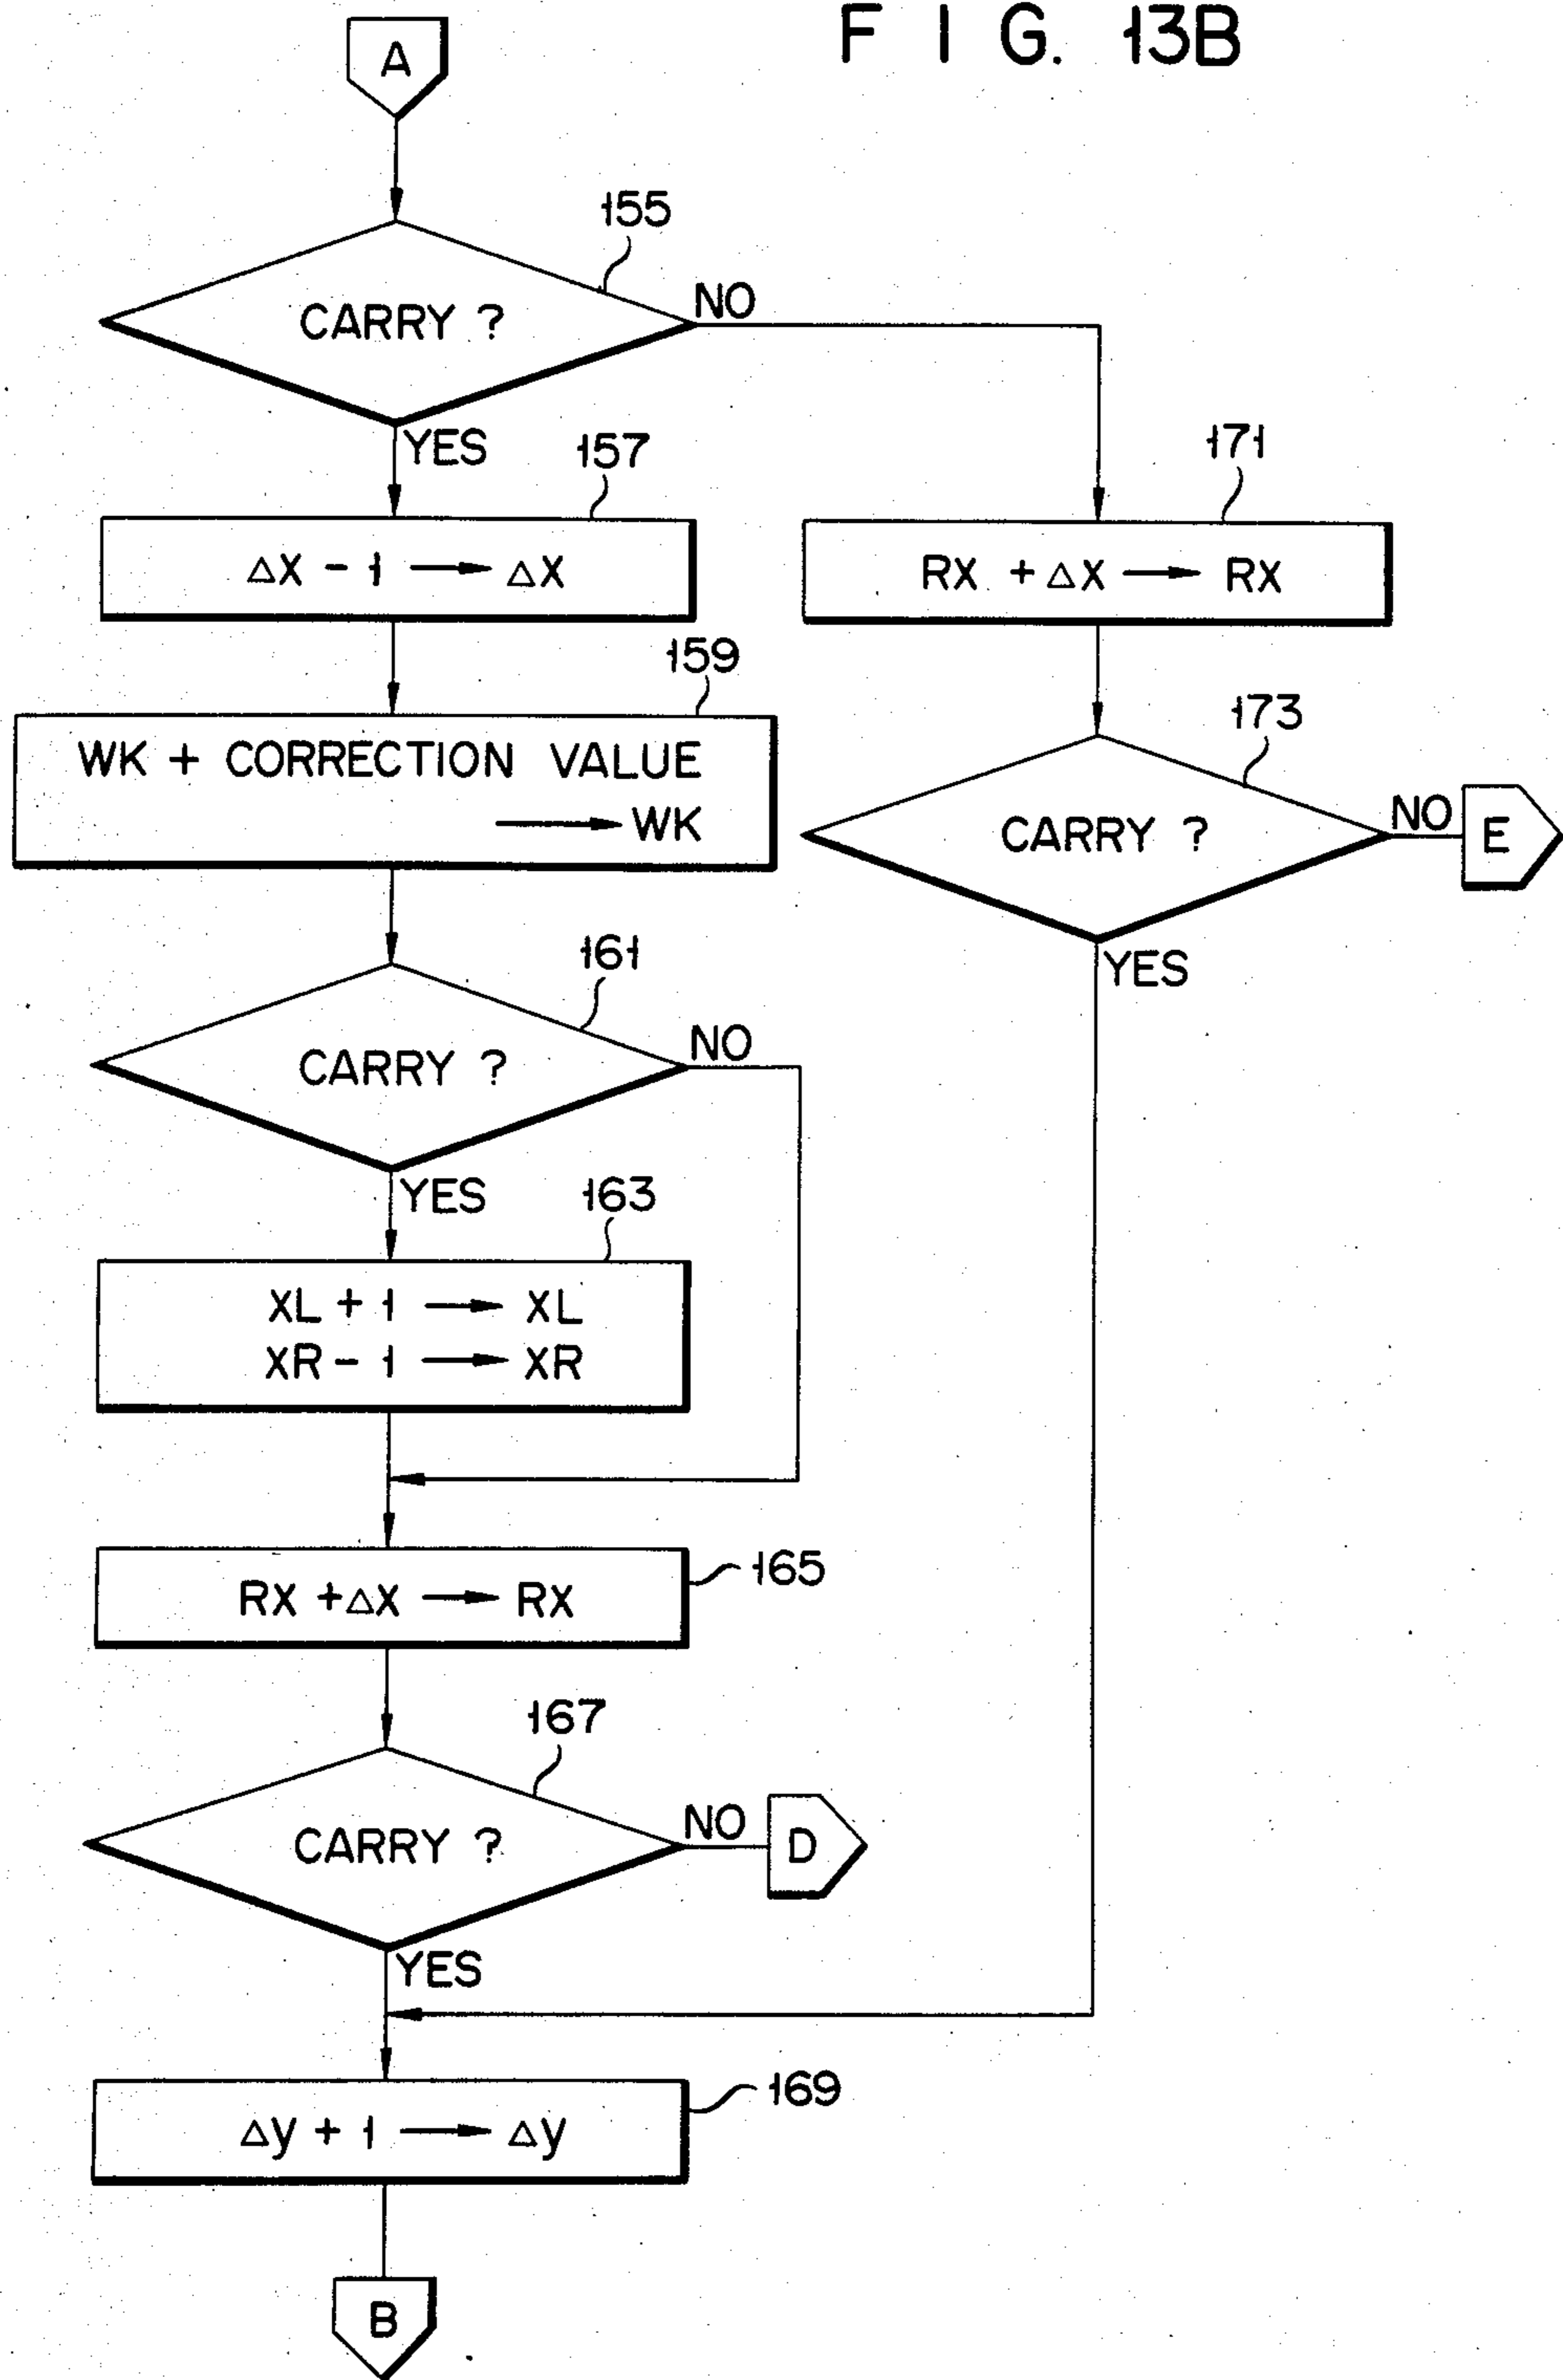 F I G. 13B
A
155
CARRY ?
NO
YES
157
171
ΔX - 1 → ΔX
RX + ΔX → RX
159
WK + CORRECTION VALUE
→ WK
173
CARRY ?
NO
E
YES
161
CARRY ?
NO
YES
163
XL + 1 → XL
XR - 1 → XR
RX + ΔX → RX
165
167
CARRY ?
NO
D
YES
Δy + 1 → Δy
169
B